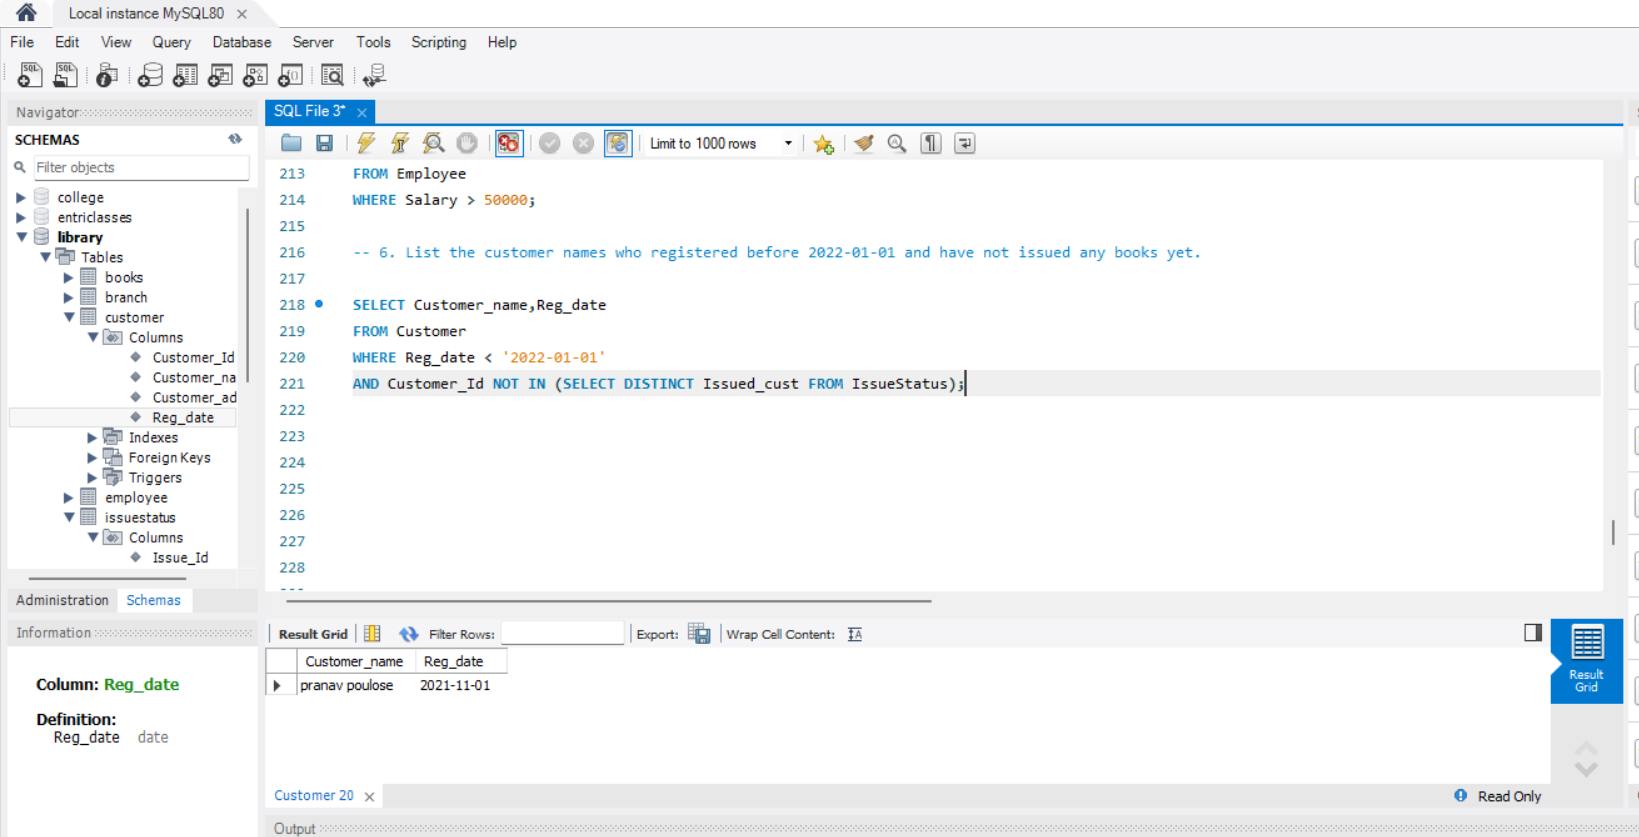 Local instance MySQL80
File Edit View Query Database Server Tools Scripting Help
Navigator
SCHEMAS
Filter objects
college
entriclasses
library
Tables
books
branch
customer
Columns
Customer_Id
Customer_na
Customer_ad
Reg_date
Indexes
Foreign Keys
Triggers
employee
issuestatus
Columns
Issue_Id
Administration Schemas
Information
Column: Reg_date
Definition:
Reg_date date
SQL File 3*
Limit to 1000 rows
213 FROM Employee
214 WHERE Salary > 50000;
215
216 -- 6. List the customer names who registered before 2022-01-01 and have not issued any books yet.
217
218 SELECT Customer_name,Reg_date
219 FROM Customer
220 WHERE Reg_date < '2022-01-01'
221 AND Customer_Id NOT IN (SELECT DISTINCT Issued_cust FROM IssueStatus);
222
223
224
225
226
227
228
Result Grid Filter Rows: Export: Wrap Cell Content:
Customer_name Reg_date
pranav poulose 2021-11-01
Result
Grid
Customer 20
Read Only
Output